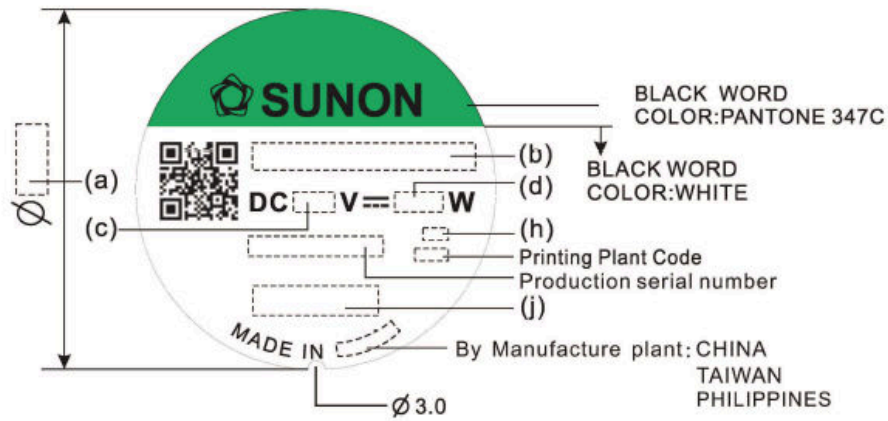 SUNON
BLACK WORD
COLOR:PANTONE 347C
(a)
(b)
BLACK WORD
COLOR:WHITE
(d)
DC V W
(c)
(h)
Printing Plant Code
Production serial number
(j)
MADE IN
By Manufacture plant: CHINA
TAIWAN
PHILIPPINES
Ø
Ø 3.0